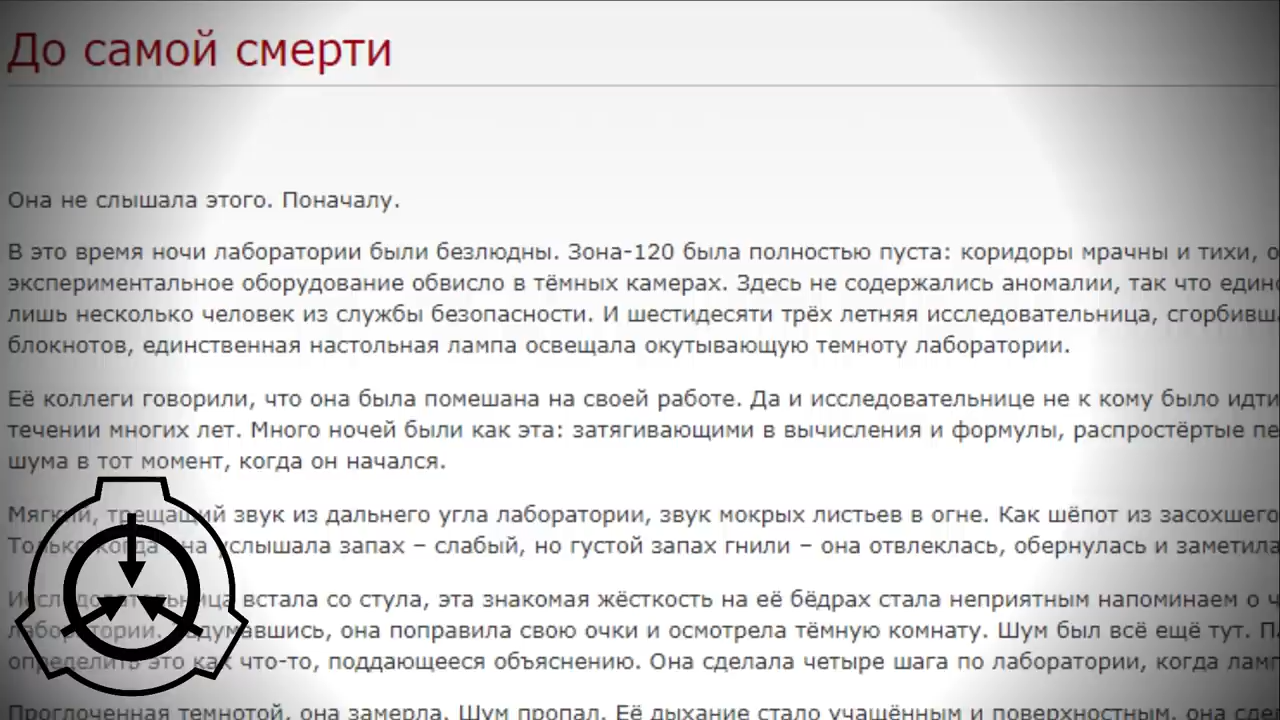 До самой смерти
Она не слышала этого. Поначалу.
В это время ночи лаборатории были безлюдны. Зона-120 была полностью пуста: коридоры мрачны и тихи,
экспериментальное оборудование обвисло в тёмных камерах. Здесь не содержались аномалии, так что
лишь несколько человек из службы безопасности. И шестидесяти трёх летняя исследовательница,
блокнотов, единственная настольная лампа освещала окутывающую темноту лаборатории.
Её коллеги говорили, что она была помешана на своей работе. Да и исследовательнице не к кому было идти
течении многих лет. Много ночей были как эта: затягивающими в вычисления и формулы, распростёртые
шума в тот момент, когда он начался.
Мягкий, трещащий звук из дальнего угла лаборатории, звук мокрых листьев в огне. Как шёпот из засохшего
Только когда она услышала запах – слабый, но густой запах гнили – она отвлеклась, обернулась и заметила
Исследовательница встала со стула, эта знакомая жёсткость на её бёдрах стала неприятным напоминаем о
лаборатории. Задумавшись, она поправила свою очки и осмотрела тёмную комнату. Шум был всё ещё тут.
определить это как что-то, поддающееся объяснению. Она сделала четыре шага по лаборатории, когда
Проглоченная темнотой, она замерла. Шум пропал. Её дыхание стало учащённым и поверхностным, она